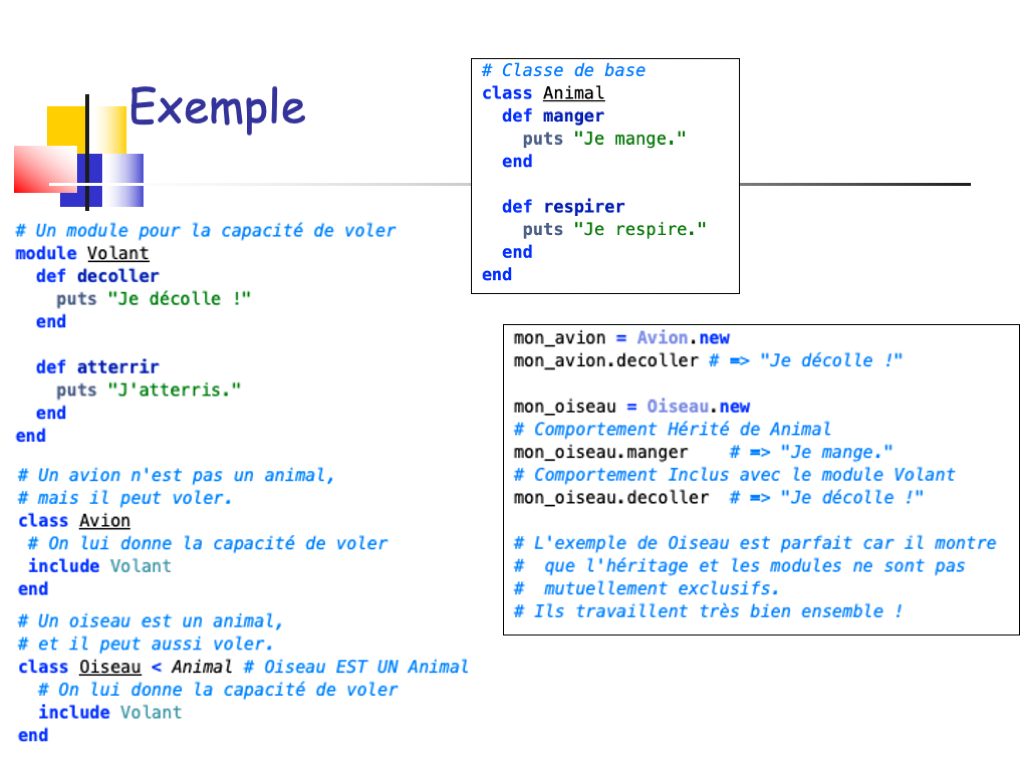 Exemple
# Classe de base
class Animal
  def manger
    puts "Je mange."
  end

  def respirer
    puts "Je respire."
  end
end
# Un module pour la capacité de voler
module Volant
  def decoller
    puts "Je décolle !"
  end

  def atterrir
    puts "J'atterris."
  end
end
# Un avion n'est pas un animal,
# mais il peut voler.
class Avion
 # On lui donne la capacité de voler
 include Volant
end
# Un oiseau est un animal,
# et il peut aussi voler.
class Oiseau < Animal # Oiseau EST UN Animal
  # On lui donne la capacité de voler
  include Volant
end
mon_avion = Avion.new
mon_avion.decoller # => "Je décolle !"

mon_oiseau = Oiseau.new
# Comportement Hérité de Animal
mon_oiseau.manger    # => "Je mange."
# Comportement Inclus avec le module Volant
mon_oiseau.decoller  # => "Je décolle !"

# L'exemple de Oiseau est parfait car il montre
#  que l'héritage et les modules ne sont pas
#  mutuellement exclusifs.
# Ils travaillent très bien ensemble !